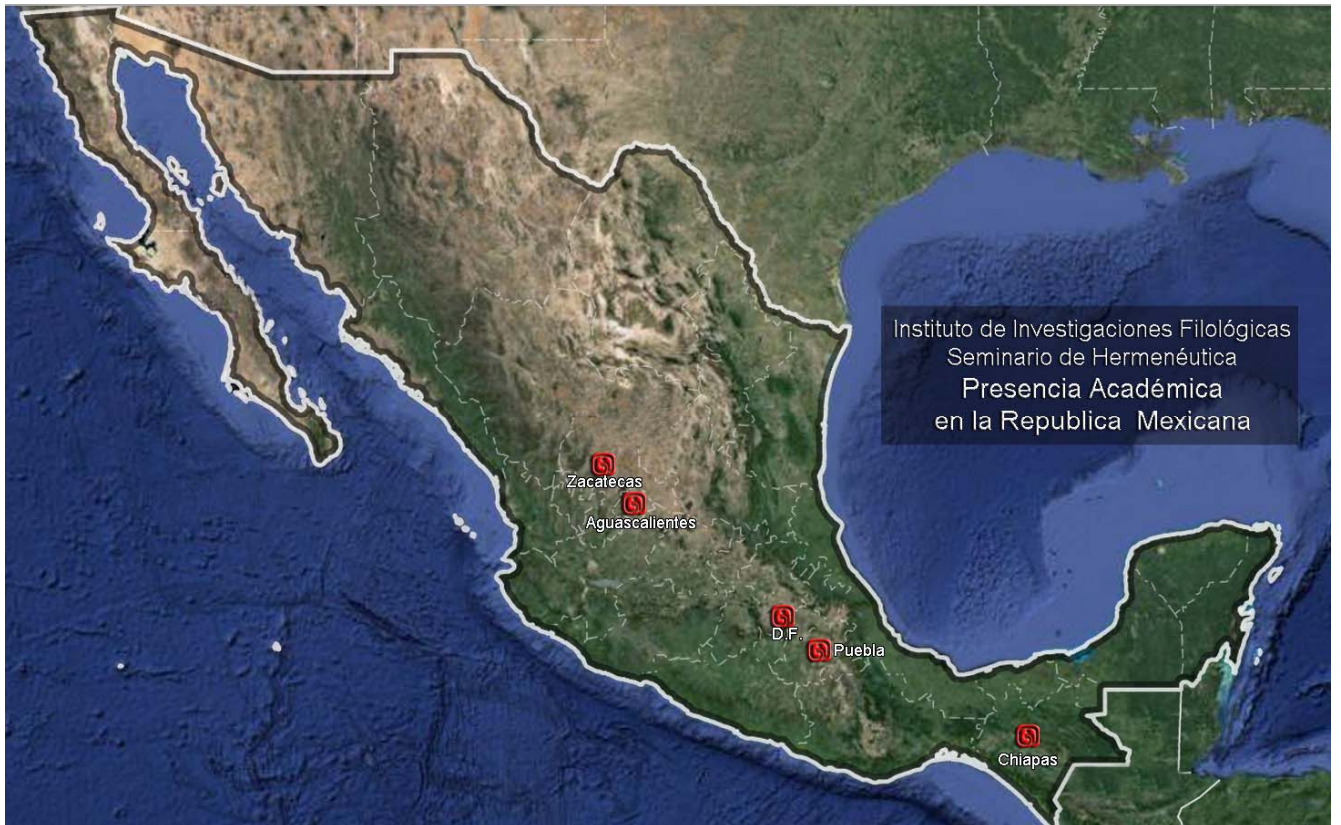 Instituto de Investigaciones Filológicas
Seminario de Hermenéutica
Presencia Académica
en la Republica Mexicana
Zacatecas
Aguascalientes
D.F.
Puebla
Chiapas